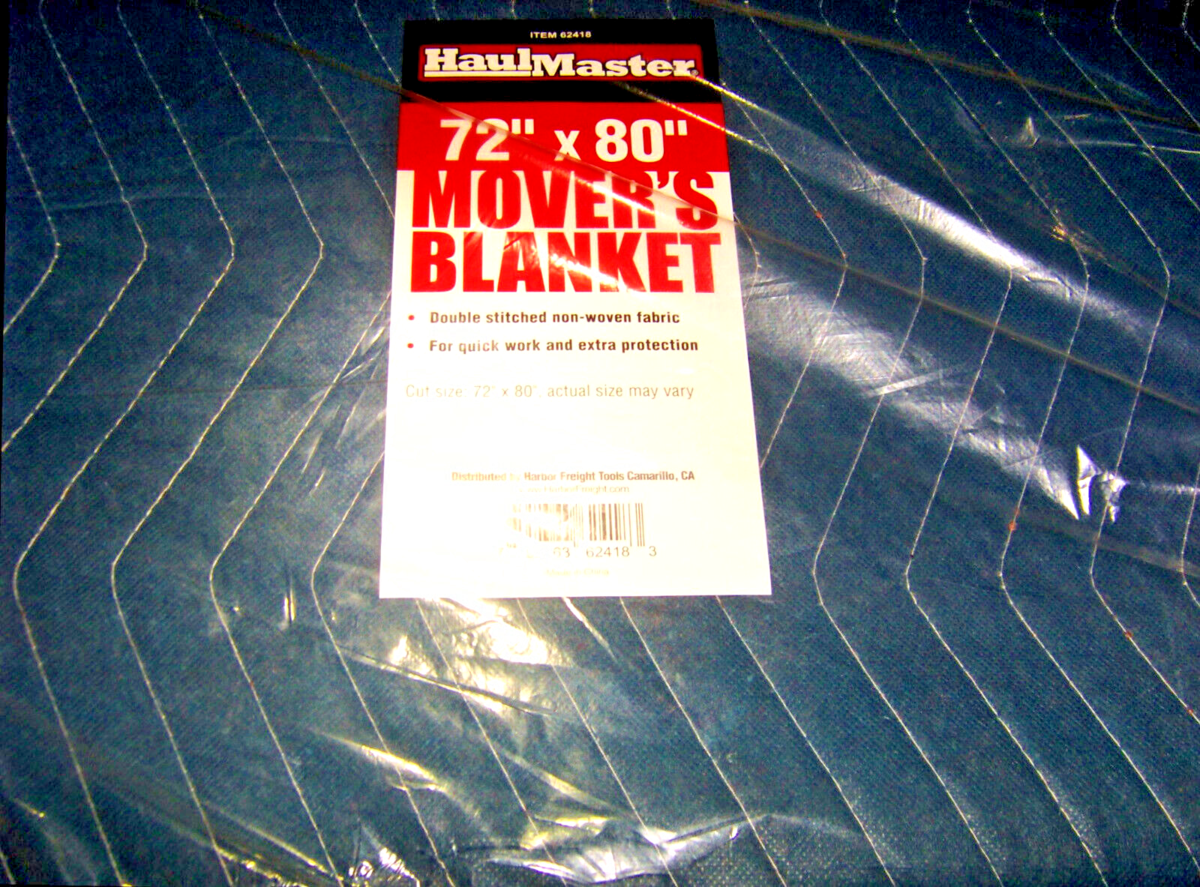 ITEM 62418
HaulMaster®
72" x 80"
MOVER'S
BLANKET
• Double stitched non-woven fabric
• For quick work and extra protection
Cut size 72" x 80", actual size may vary
Distributed by Harbor Freight Tools Camarillo, CA
63 62418 3